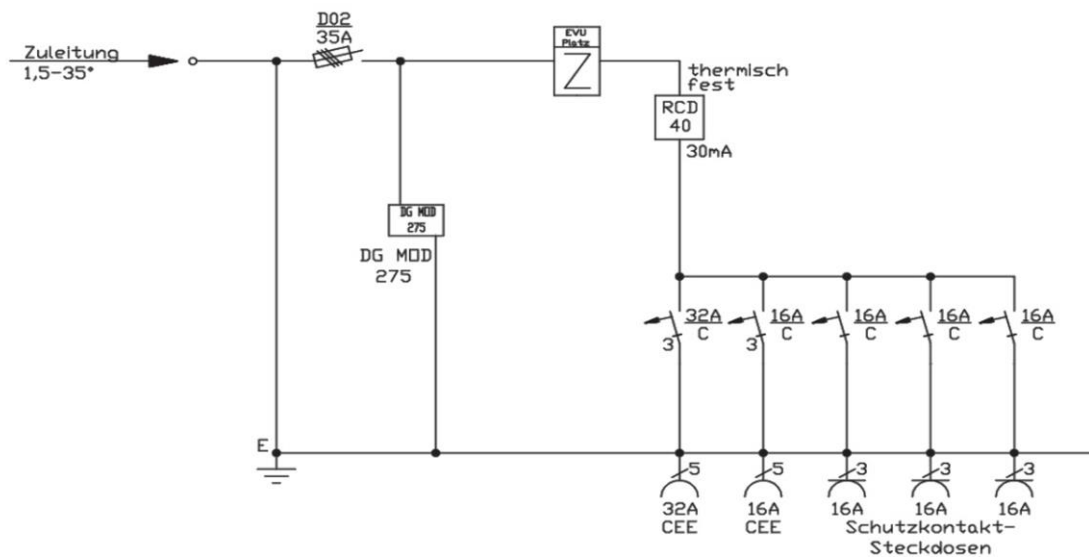 Zuleitung
1,5-35°
D02
35A
EVU
Platz
Z
thermisch
fest
RCD
40
30mA
DG MOD
275
DG MOD
275
32A
C
3
16A
C
3
16A
C
16A
C
16A
C
E
5
5
3
3
3
32A
CEE
16A
CEE
16A
16A
16A
Schutzkontakt-
Steckdosen